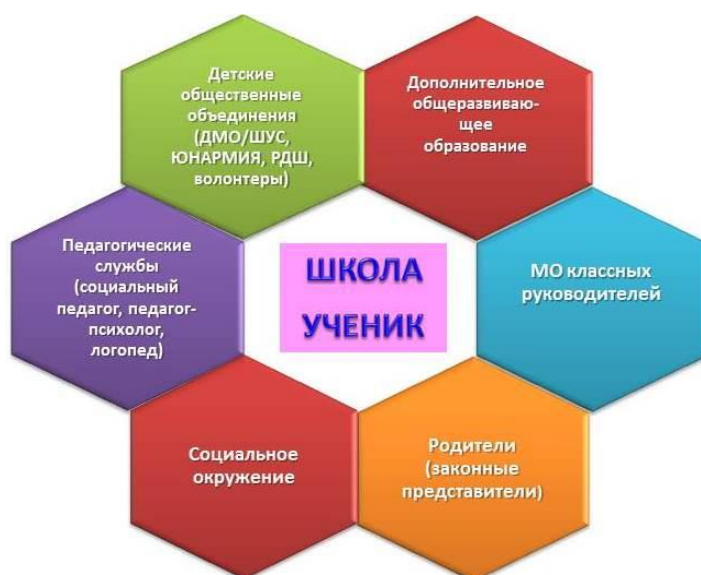 Детские
общественные
объединения
(ДМО/ШУС,
ЮНАРМИЯ, РДШ,
волонтеры)
Дополнительное
общеразвиваю-
щее
образование
Педагогические
службы
(социальный
педагог, педагог-
психолог,
логопед)
ШКОЛА
УЧЕНИК
МО классных
руководителей
Социальное
окружение
Родители
(законные
представители)